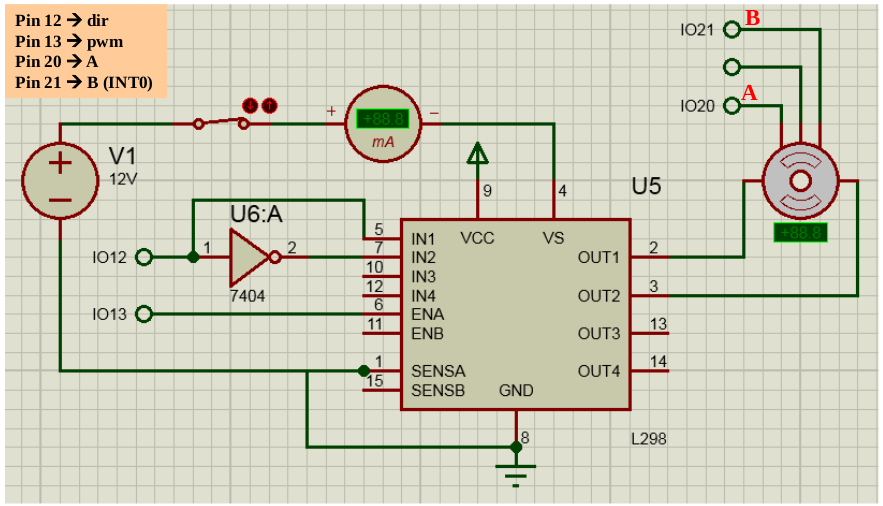 Pin 12 → dir
Pin 13 → pwm
Pin 20 → A
Pin 21 → B (INT0)
B
IO21
A
IO20
+ +88.8 −
mA
V1
12V
U5
9
4
U6:A
IO12
1
2
7404
IO13
5
7
10
12
6
11
1
15
IN1
IN2
IN3
IN4
ENA
ENB
SENSA
SENSB
VCC
VS
GND
8
OUT1
OUT2
OUT3
OUT4
2
3
13
14
L298
+88.8